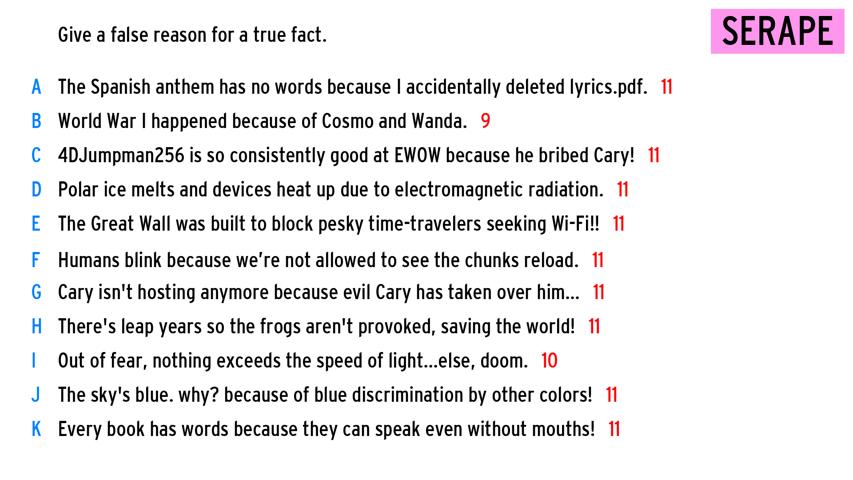 Give a false reason for a true fact.
SERAPE
A The Spanish anthem has no words because I accidentally deleted lyrics.pdf. 11
B World War I happened because of Cosmo and Wanda. 9
C 4DJumpman256 is so consistently good at EWOW because he bribed Cary! 11
D Polar ice melts and devices heat up due to electromagnetic radiation. 11
E The Great Wall was built to block pesky time-travelers seeking Wi-Fi!! 11
F Humans blink because we’re not allowed to see the chunks reload. 11
G Cary isn't hosting anymore because evil Cary has taken over him... 11
H There's leap years so the frogs aren't provoked, saving the world! 11
I Out of fear, nothing exceeds the speed of light...else, doom. 10
J The sky's blue. why? because of blue discrimination by other colors! 11
K Every book has words because they can speak even without mouths! 11